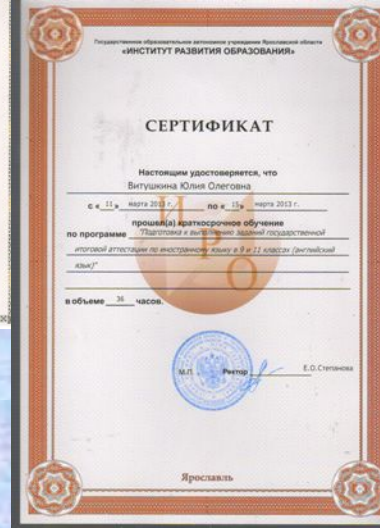 Государственное образовательное автономное учреждение Ярославской области
«ИНСТИТУТ РАЗВИТИЯ ОБРАЗОВАНИЯ»
СЕРТИФИКАТ
Настоящим удостоверяется, что
Витушкина Юлия Олеговна
с « 11 » марта 2013 г. по « 15 » марта 2013 г.
прошел(а) краткосрочное обучение
по программе "Подготовка к выполнению заданий государственной
итоговой аттестации по иностранному языку в 9 и 11 классах (английский
язык)"
ИРО
в объеме 36 часов.
М.П. Ректор Е.О.Степанова
Ярославль